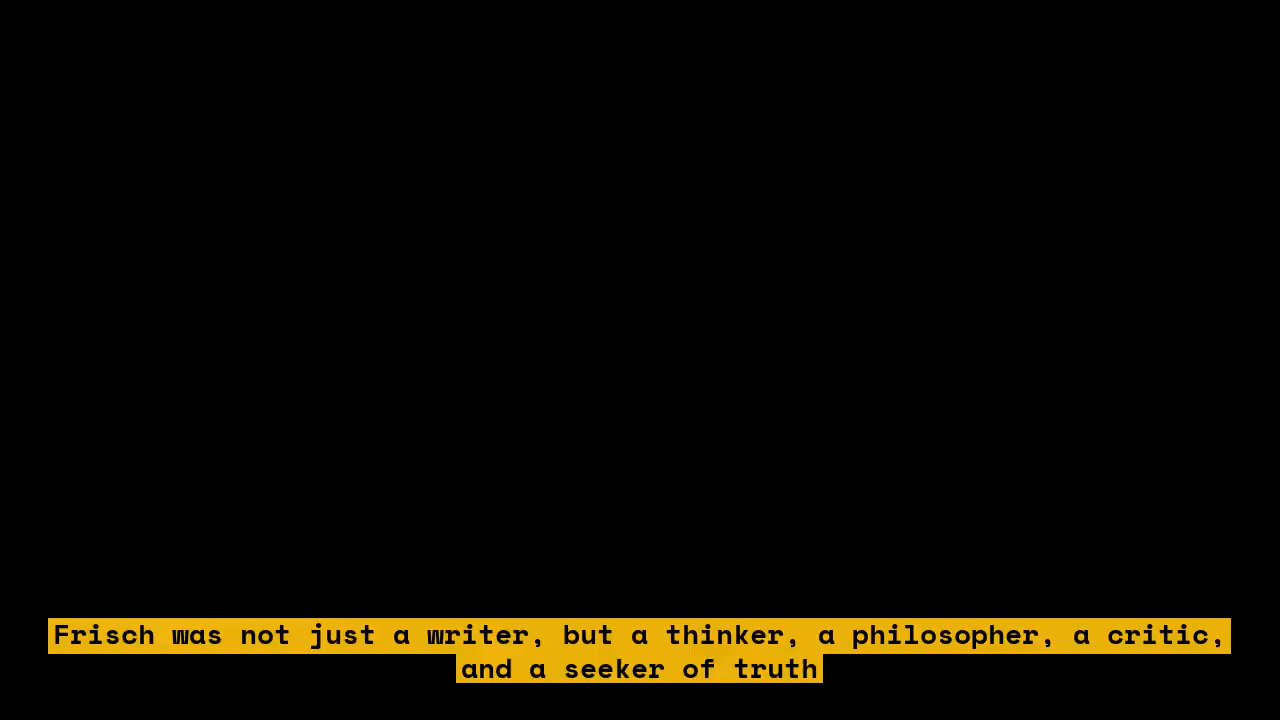 Frisch was not just a writer, but a thinker, a philosopher, a critic,
and a seeker of truth